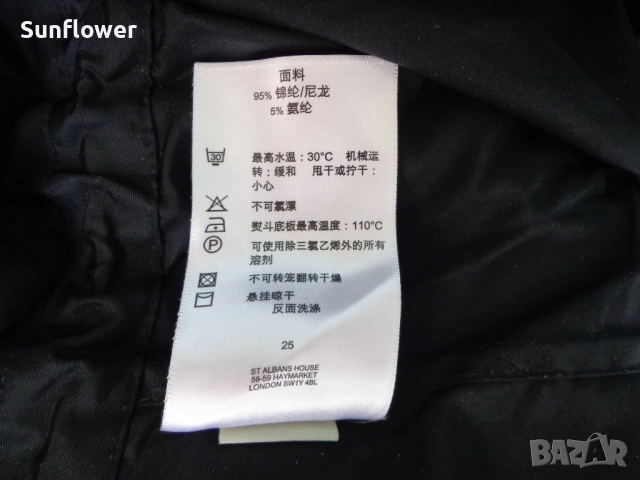 Sunflower
面料
95% 锦纶/尼龙
5% 氨纶
30
最高水温：30°C 机械运
转：缓和 甩干或拧干：
小心
不可氯漂
熨斗底板最高温度：110°C
P
可使用除三氯乙烯外的所有
溶剂
不可转笼翻转干燥
悬挂晾干
反面洗涤
25
ST ALBANS HOUSE
58-59 HAYMARKET
LONDON SW1Y 4BL
BAZAR